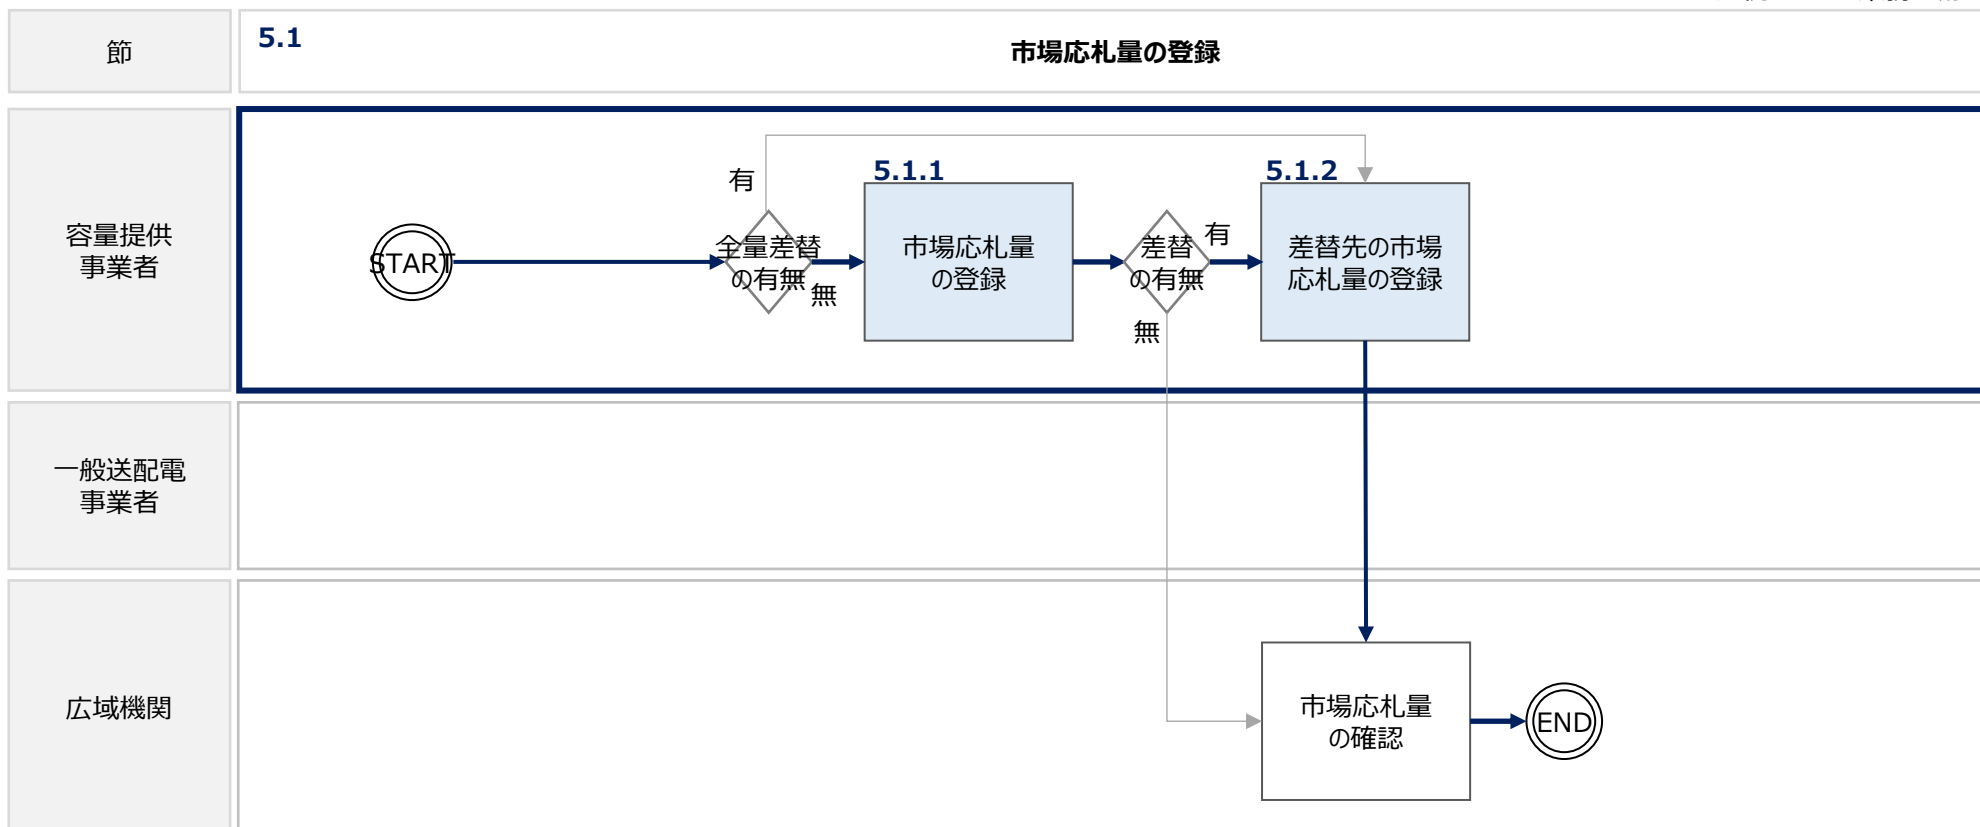 節
5.1
市場応札量の登録
容量提供
事業者
START
有
全量差替
の有無
無
5.1.1
市場応札量
の登録
差替
の有無
有
無
5.1.2
差替先の市場
応札量の登録
一般送配電
事業者
広域機関
市場応札量
の確認
END